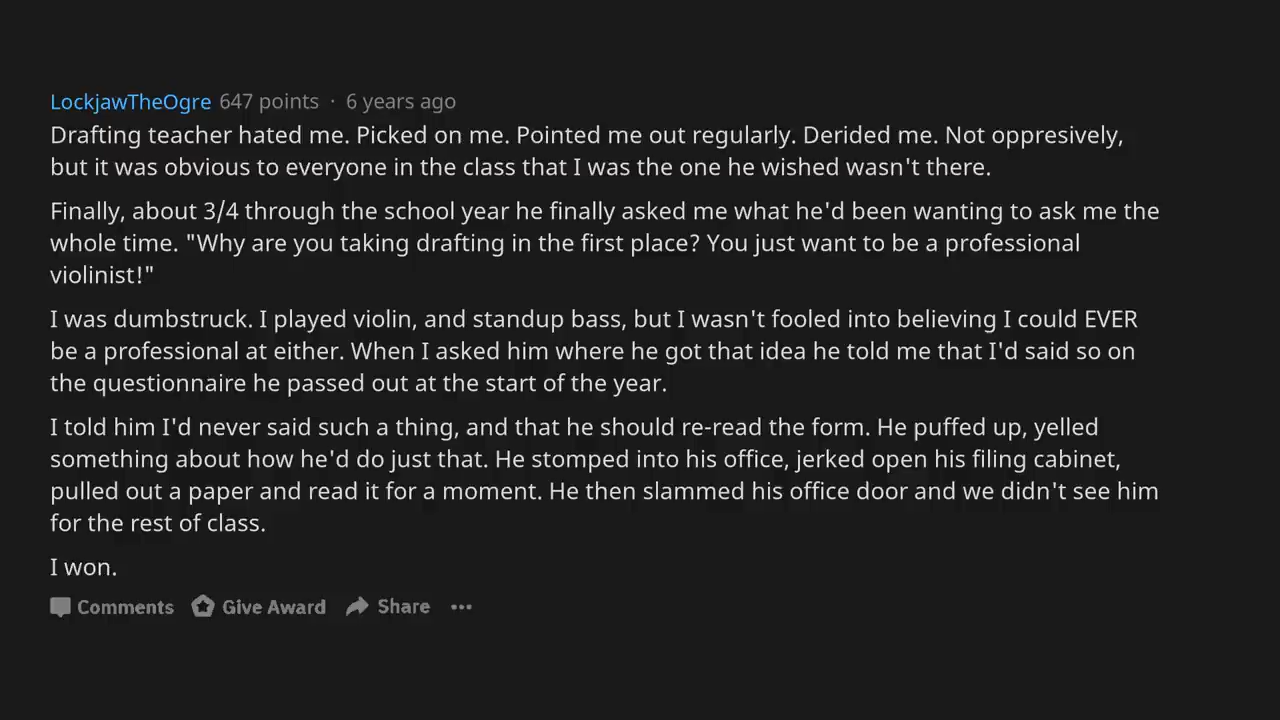 LockjawTheOgre 647 points · 6 years ago
Drafting teacher hated me. Picked on me. Pointed me out regularly. Derided me. Not oppresively,
but it was obvious to everyone in the class that I was the one he wished wasn't there.
Finally, about 3/4 through the school year he finally asked me what he'd been wanting to ask me the
whole time. "Why are you taking drafting in the first place? You just want to be a professional
violinist!"
I was dumbstruck. I played violin, and standup bass, but I wasn't fooled into believing I could EVER
be a professional at either. When I asked him where he got that idea he told me that I'd said so on
the questionnaire he passed out at the start of the year.
I told him I'd never said such a thing, and that he should re-read the form. He puffed up, yelled
something about how he'd do just that. He stomped into his office, jerked open his filing cabinet,
pulled out a paper and read it for a moment. He then slammed his office door and we didn't see him
for the rest of class.
I won.
Comments Give Award Share ···